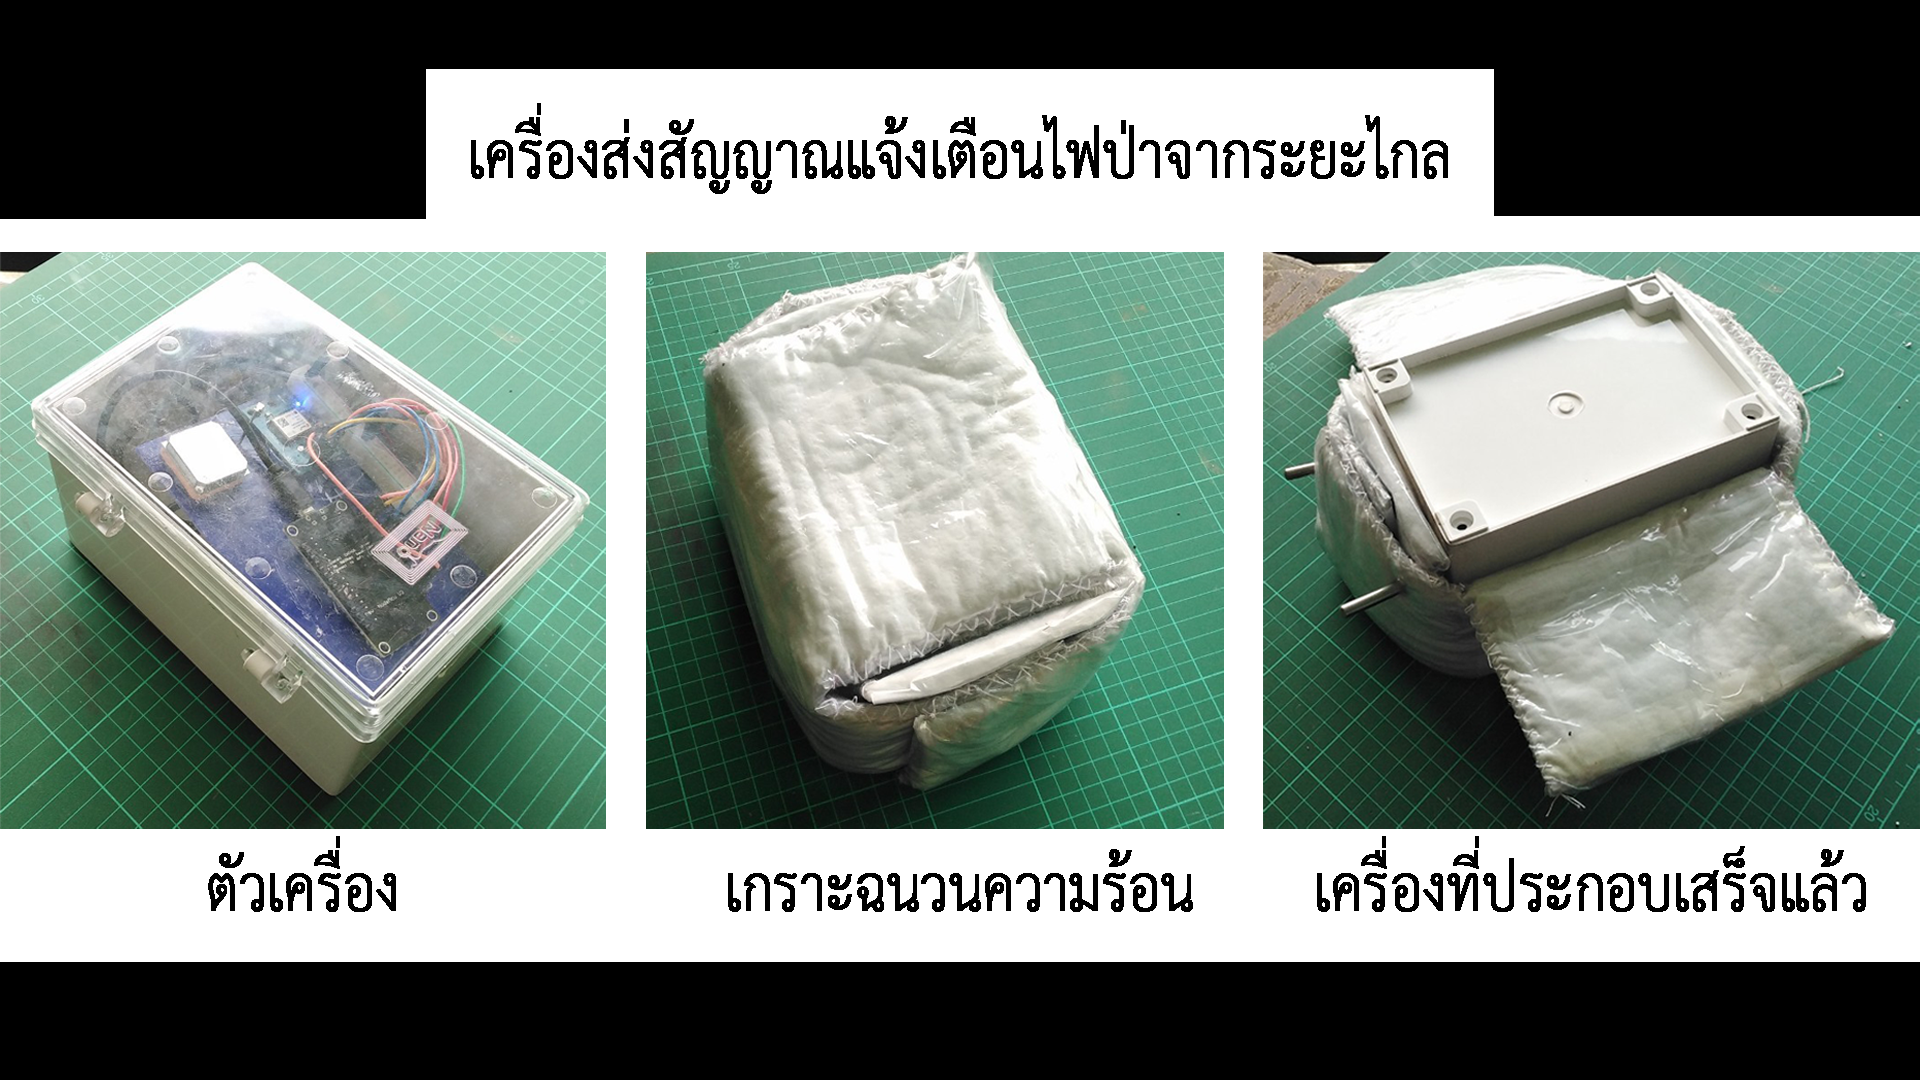 เครื่องส่งสัญญาณแจ้งเตือนไฟป่าจากระยะไกล
ตัวเครื่อง
เกราะฉนวนความร้อน
เครื่องที่ประกอบเสร็จแล้ว